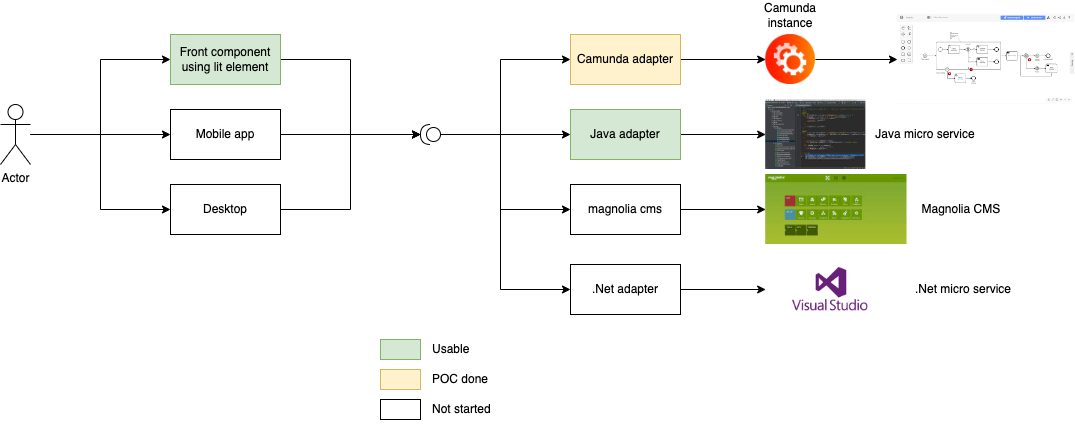 Camunda
instance
Front component
using lit element
Camunda adapter
Mobile app
Java adapter
Java micro service
Actor
Desktop
magnolia cms
Magnolia CMS
.Net adapter
Visual Studio
.Net micro service
Usable
POC done
Not started